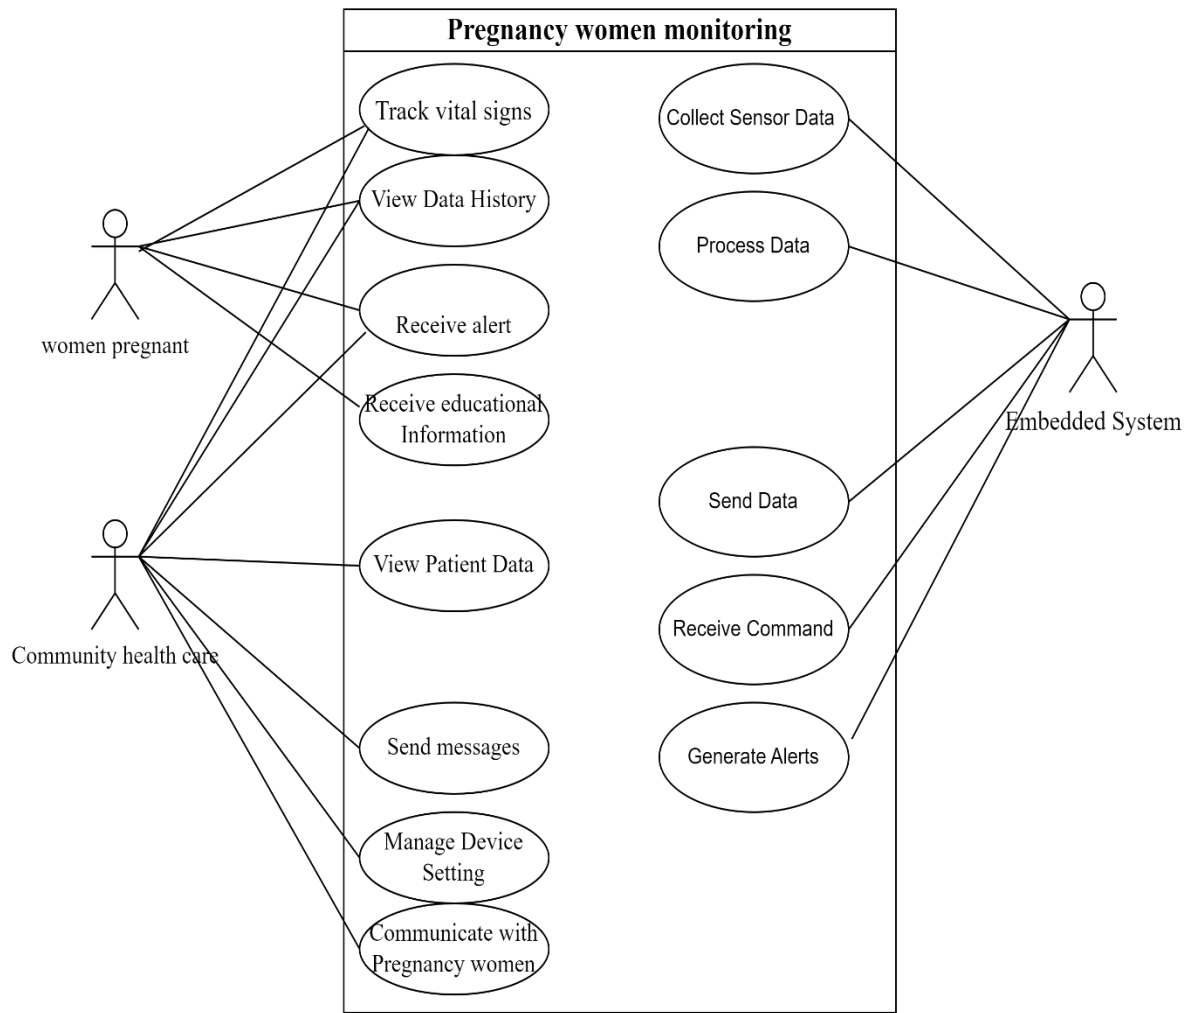 Pregnancy women monitoring
Track vital signs
View Data History
Receive alert
Receive educational
Information
View Patient Data
Send messages
Manage Device
Setting
Communicate with
Pregnancy women
Collect Sensor Data
Process Data
Send Data
Receive Command
Generate Alerts
women pregnant
Community health care
Embedded System